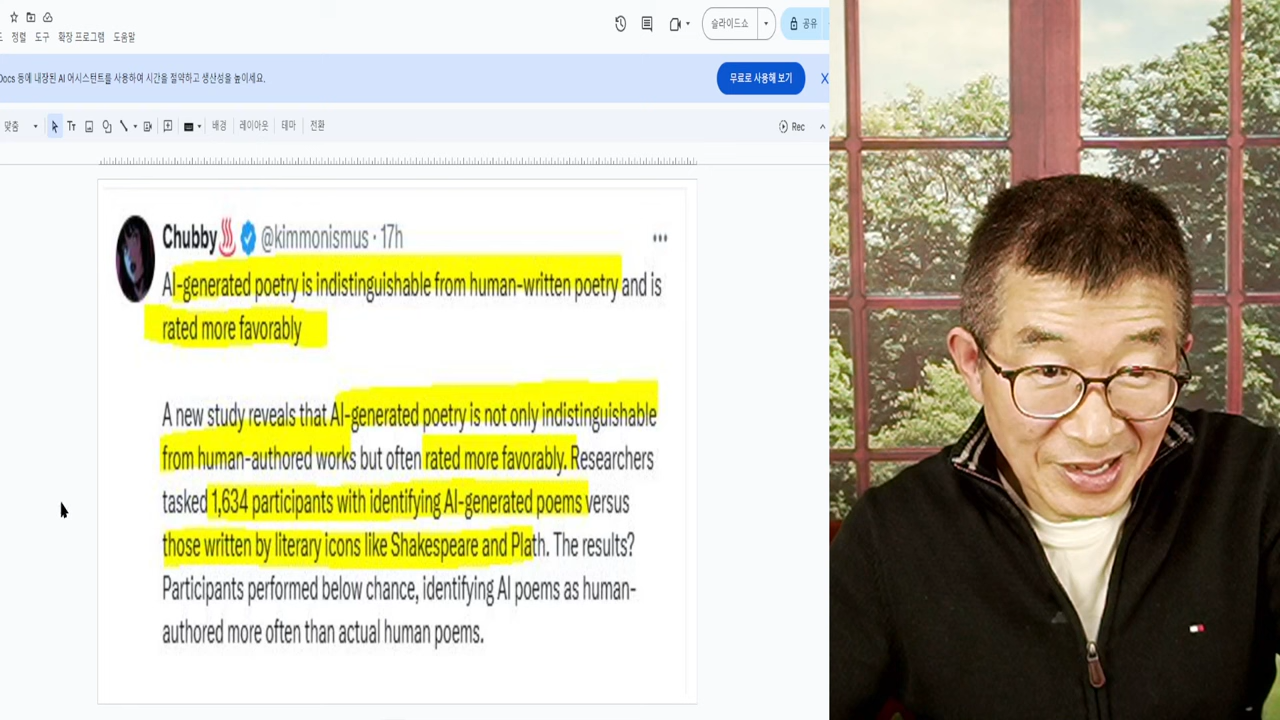 정렬 도구 확장 프로그램 도움말
슬라이드쇼
공유
Docs 등에 내장된 AI 어시스턴트를 사용하여 시간을 절약하고 생산성을 높이세요.
무료로 사용해 보기
X
맞춤
배경
레이아웃
테마
전환
Rec
Chubby @kimmonismus · 17h
AI-generated poetry is indistinguishable from human-written poetry and is
rated more favorably
A new study reveals that AI-generated poetry is not only indistinguishable
from human-authored works but often rated more favorably. Researchers
tasked 1,634 participants with identifying AI-generated poems versus
those written by literary icons like Shakespeare and Plath. The results?
Participants performed below chance, identifying AI poems as human-
authored more often than actual human poems.